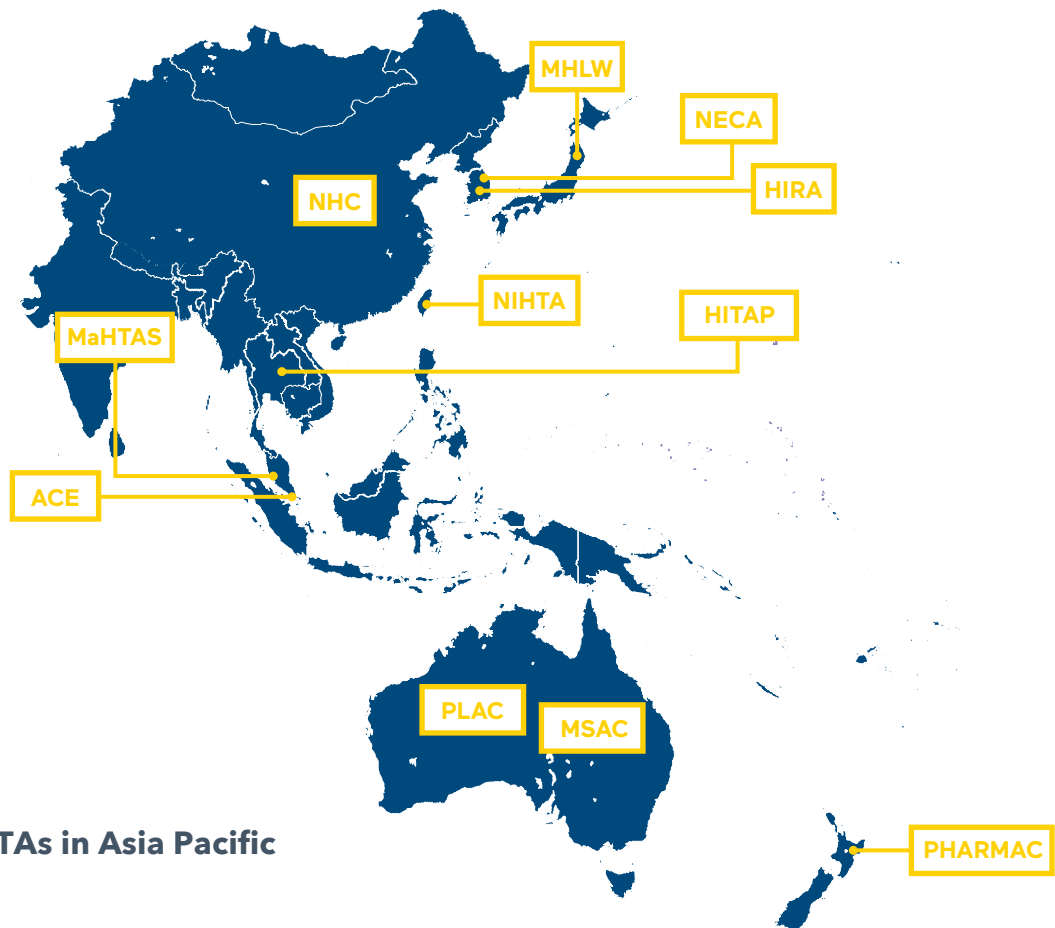 MHLW
NECA
HIRA
NHC
NIHTA
HITAP
MaHTAS
ACE
PLAC
MSAC
TAs in Asia Pacific
PHARMAC